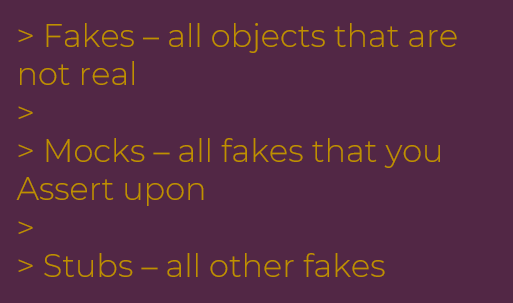 > Fakes – all objects that are
not real
>
> Mocks – all fakes that you
Assert upon
>
> Stubs – all other fakes